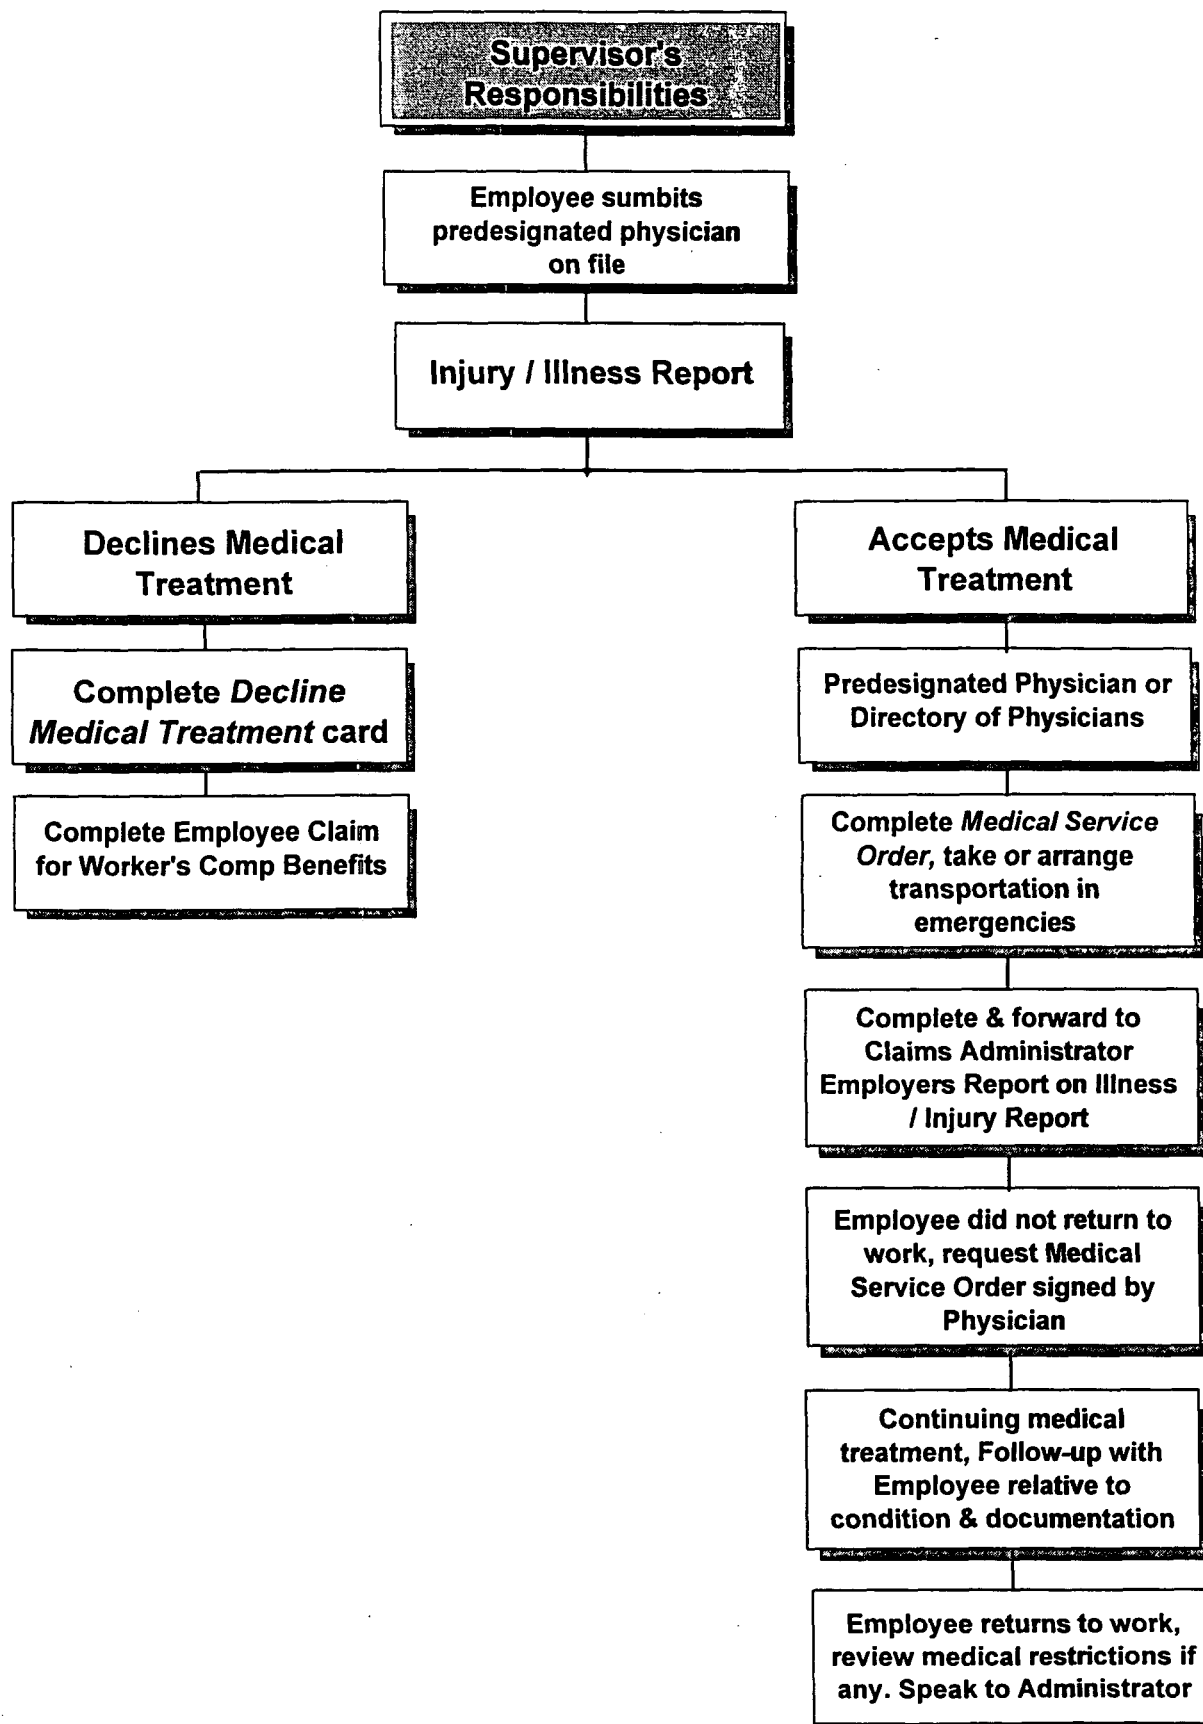 Supervisor's
Responsibilities
Employee sumbits
predesignated physician
on file
Injury / Illness Report
Declines Medical
Treatment
Complete Decline
Medical Treatment card
Complete Employee Claim
for Worker's Comp Benefits
Accepts Medical
Treatment
Predesignated Physician or
Directory of Physicians
Complete Medical Service
Order, take or arrange
transportation in
emergencies
Complete & forward to
Claims Administrator
Employers Report on Illness
/ Injury Report
Employee did not return to
work, request Medical
Service Order signed by
Physician
Continuing medical
treatment, Follow-up with
Employee relative to
condition & documentation
Employee returns to work,
review medical restrictions if
any. Speak to Administrator